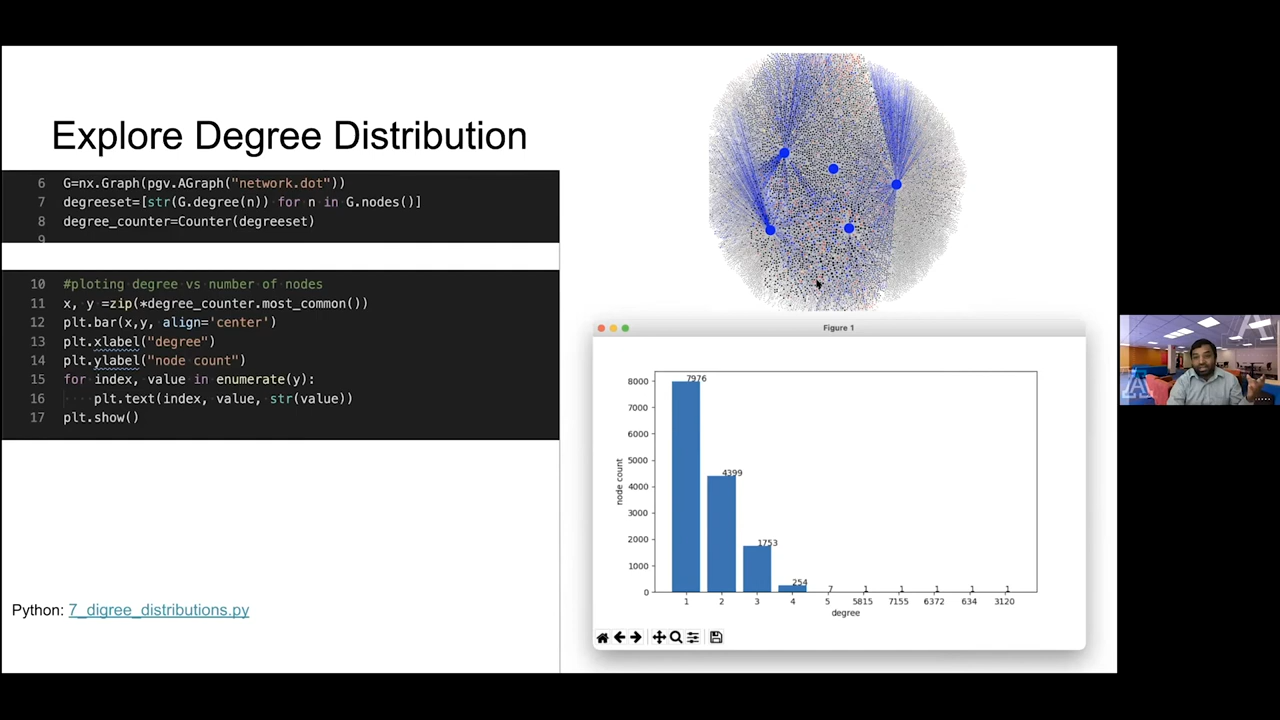 Explore Degree Distribution
6 G=nx.Graph(pgv.AGraph("network.dot"))
7 degreeset=[str(G.degree(n)) for n in G.nodes()]
8 degree_counter=Counter(degreeset)
9
10 #ploting degree vs number of nodes
11 x, y =zip(*degree_counter.most_common())
12 plt.bar(x,y, align='center')
13 plt.xlabel("degree")
14 plt.ylabel("node count")
15 for index, value in enumerate(y):
16 plt.text(index, value, str(value))
17 plt.show()
Python: 7_digree_distributions.py
Figure 1
8000
7000
6000
5000
4000
3000
2000
1000
0
node count
7976
4399
1753
254
7
1
1
1
1
1
1 2 3 4 5 5815 7155 6372 634 3120
degree
A